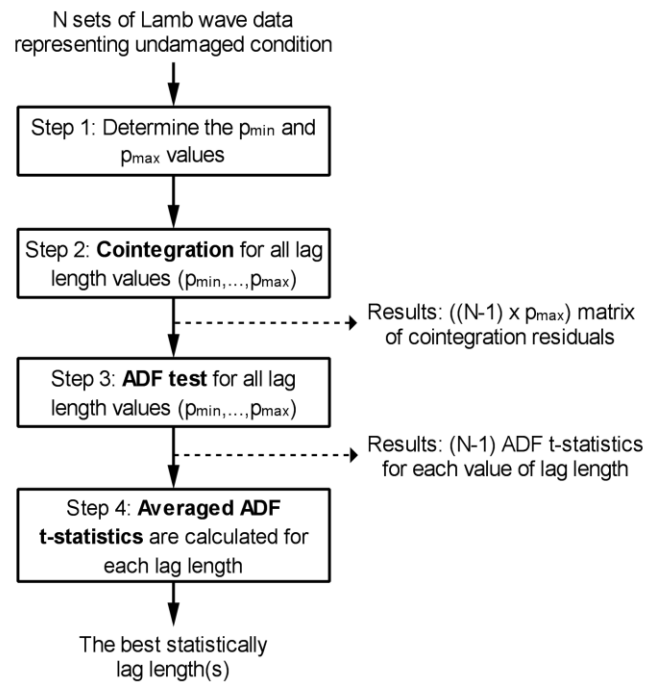 N sets of Lamb wave data
representing undamaged condition
Step 1: Determine the pmin and
pmax values
Step 2: Cointegration for all lag
length values (pmin,...,pmax)
Results: ((N-1) x pmax) matrix
of cointegration residuals
Step 3: ADF test for all lag
length values (pmin,...,pmax)
Results: (N-1) ADF t-statistics
for each value of lag length
Step 4: Averaged ADF
t-statistics are calculated for
each lag length
The best statistically
lag length(s)